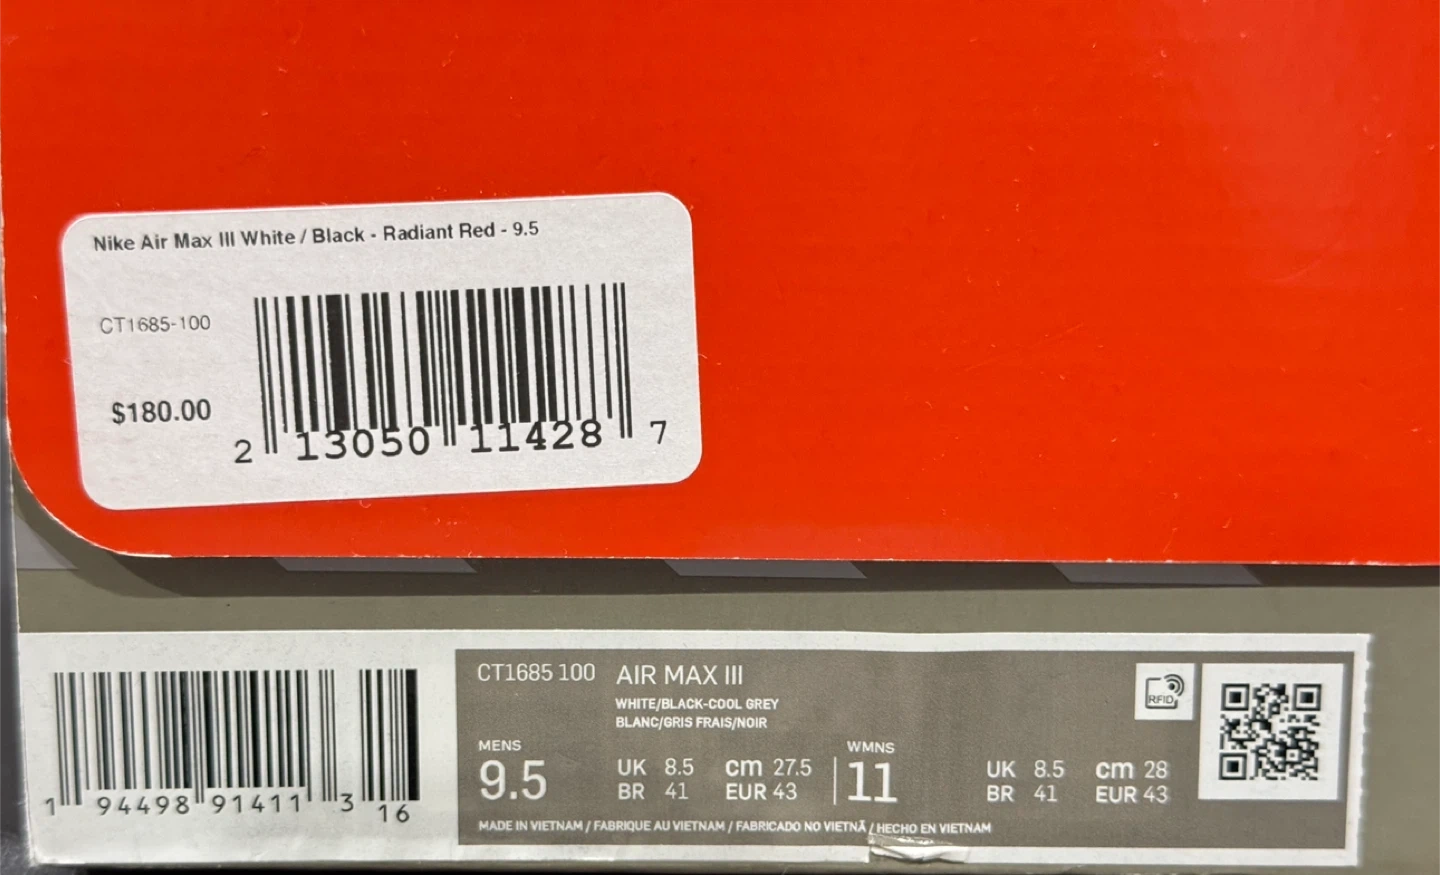 Nike Air Max III White / Black - Radiant Red - 9.5
CT1685-100
$180.00
2 13050 11428 7
CT1685 100 AIR MAX III
WHITE/BLACK-COOL GREY
BLANC/GRIS FRAIS/NOIR
RFID
MENS
9.5
UK 8.5 cm 27.5
BR 41 EUR 43
WMNS
11
UK 8.5 cm 28
BR 41 EUR 43
MADE IN VIETNAM / FABRIQUE AU VIETNAM / FABRICADO NO VIETNÃ / HECHO EN VIETNAM
1 94498 91411 3 16